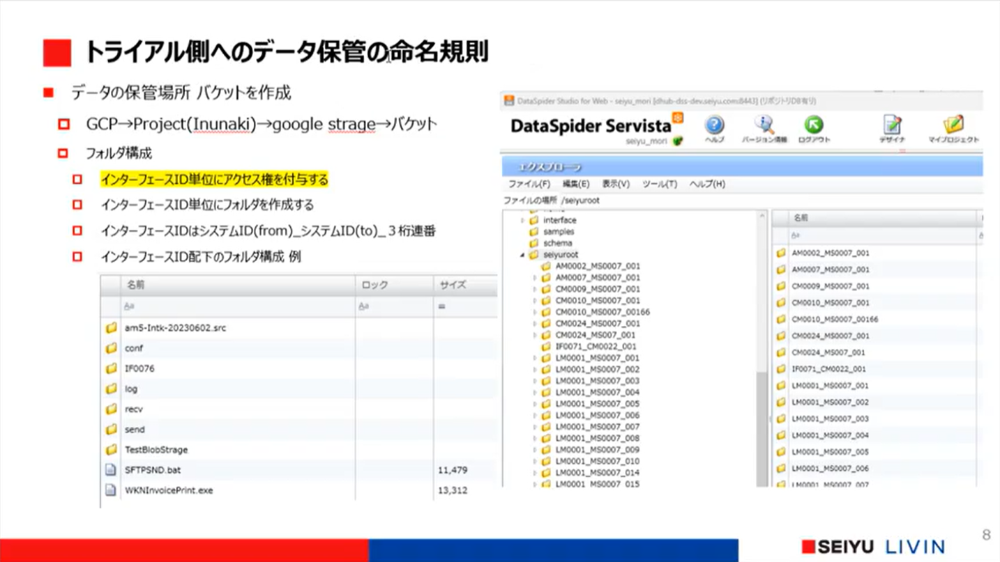 トライアル側へのデータ保管の命名規則
データの保管場所 バケットを作成
GCP→Project(Inunaki)→google strage→バケット
フォルダ構成
インターフェースID単位にアクセス権を付与する
インターフェースID単位にフォルダを作成する
インターフェースIDはシステムID(from)_システムID(to)_３桁連番
インターフェースID配下のフォルダ構成 例
名前 ロック サイズ
Aa Aa =
am5-Intk-20230602.src
conf
IF0076
log
recv
send
TestBlobStrage
SFTPSND.bat 11,479
WKNInvoicePrint.exe 13,312
DataSpider Studio for Web - seiyu_mori [dhub-dss-dev.seiyu.com:8443] (リポジトリDB有り)
DataSpider Servista
seiyu_mori
ヘルプ バージョン情報 ログアウト デザイナ マイプロジェクト
エクスプローラ
ファイル(F) 編集(E) 表示(V) ツール(T) ヘルプ(H)
ファイルの場所 /seiyuroot
interface
samples
schema
seiyuroot
AM0002_MS0007_001
AM0007_MS0007_001
CM0009_MS0007_001
CM0010_MS0007_001
CM0010_MS0007_00166
CM0024_MS0007_001
CM0024_MS007_001
IF0071_CM0022_001
LM0001_MS0007_001
LM0001_MS0007_002
LM0001_MS0007_003
LM0001_MS0007_004
LM0001_MS0007_005
LM0001_MS0007_006
LM0001_MS0007_007
LM0001_MS0007_008
LM0001_MS0007_009
LM0001_MS0007_010
LM0001_MS0007_014
LM0001_MS0007_015
名前
Aa
AM0002_MS0007_001
AM0007_MS0007_001
CM0009_MS0007_001
CM0010_MS0007_001
CM0010_MS0007_00166
CM0024_MS0007_001
CM0024_MS007_001
IF0071_CM0022_001
LM0001_MS0007_001
LM0001_MS0007_002
LM0001_MS0007_003
LM0001_MS0007_004
LM0001_MS0007_005
LM0001_MS0007_006
LM0001_MS0007_007
SEIYU LIVIN
8